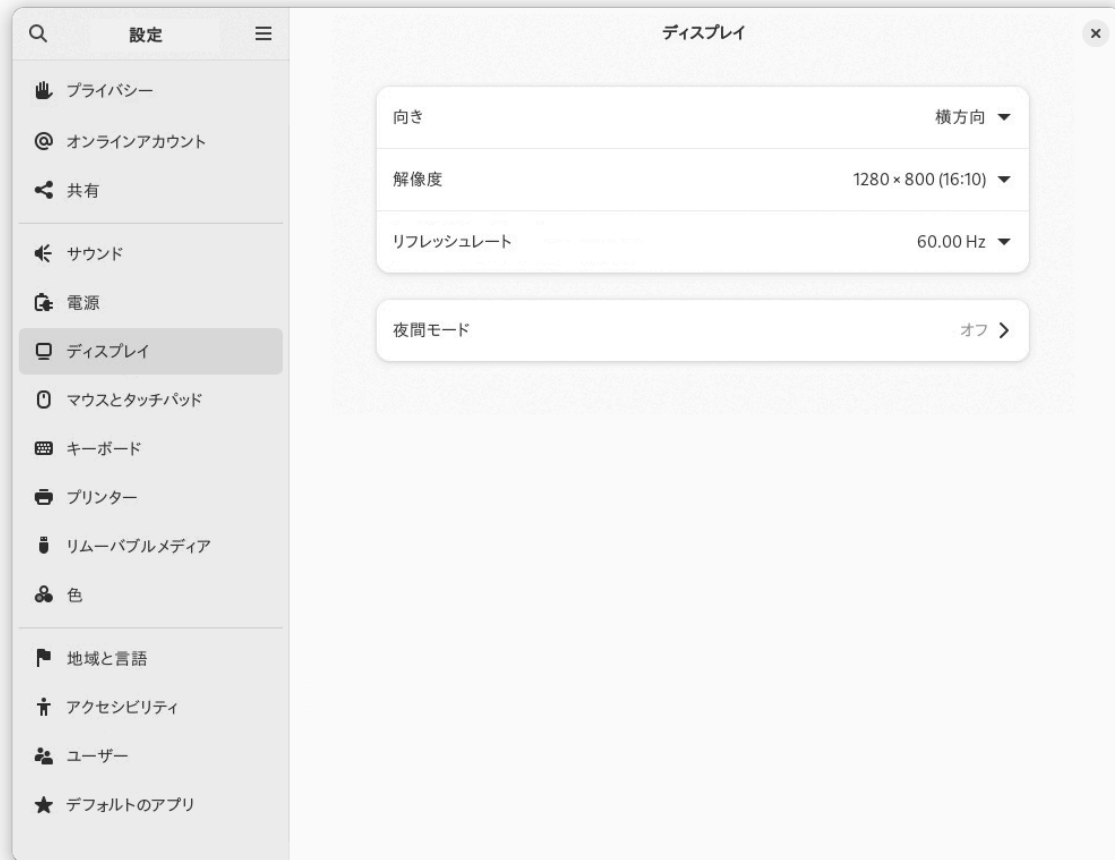 設定
プライバシー
オンラインアカウント
共有
サウンド
電源
ディスプレイ
マウスとタッチパッド
キーボード
プリンター
リムーバブルメディア
色
地域と言語
アクセシビリティ
ユーザー
デフォルトのアプリ
ディスプレイ
向き 横方向
解像度 1280 × 800 (16:10)
リフレッシュレート 60.00 Hz
夜間モード オフ